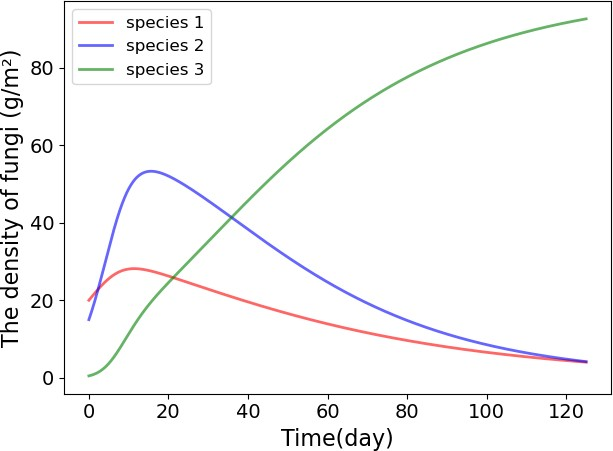 The density of fungi (g/m²)
species 1
species 2
species 3
80
60
40
20
0
0 20 40 60 80 100 120
Time(day)